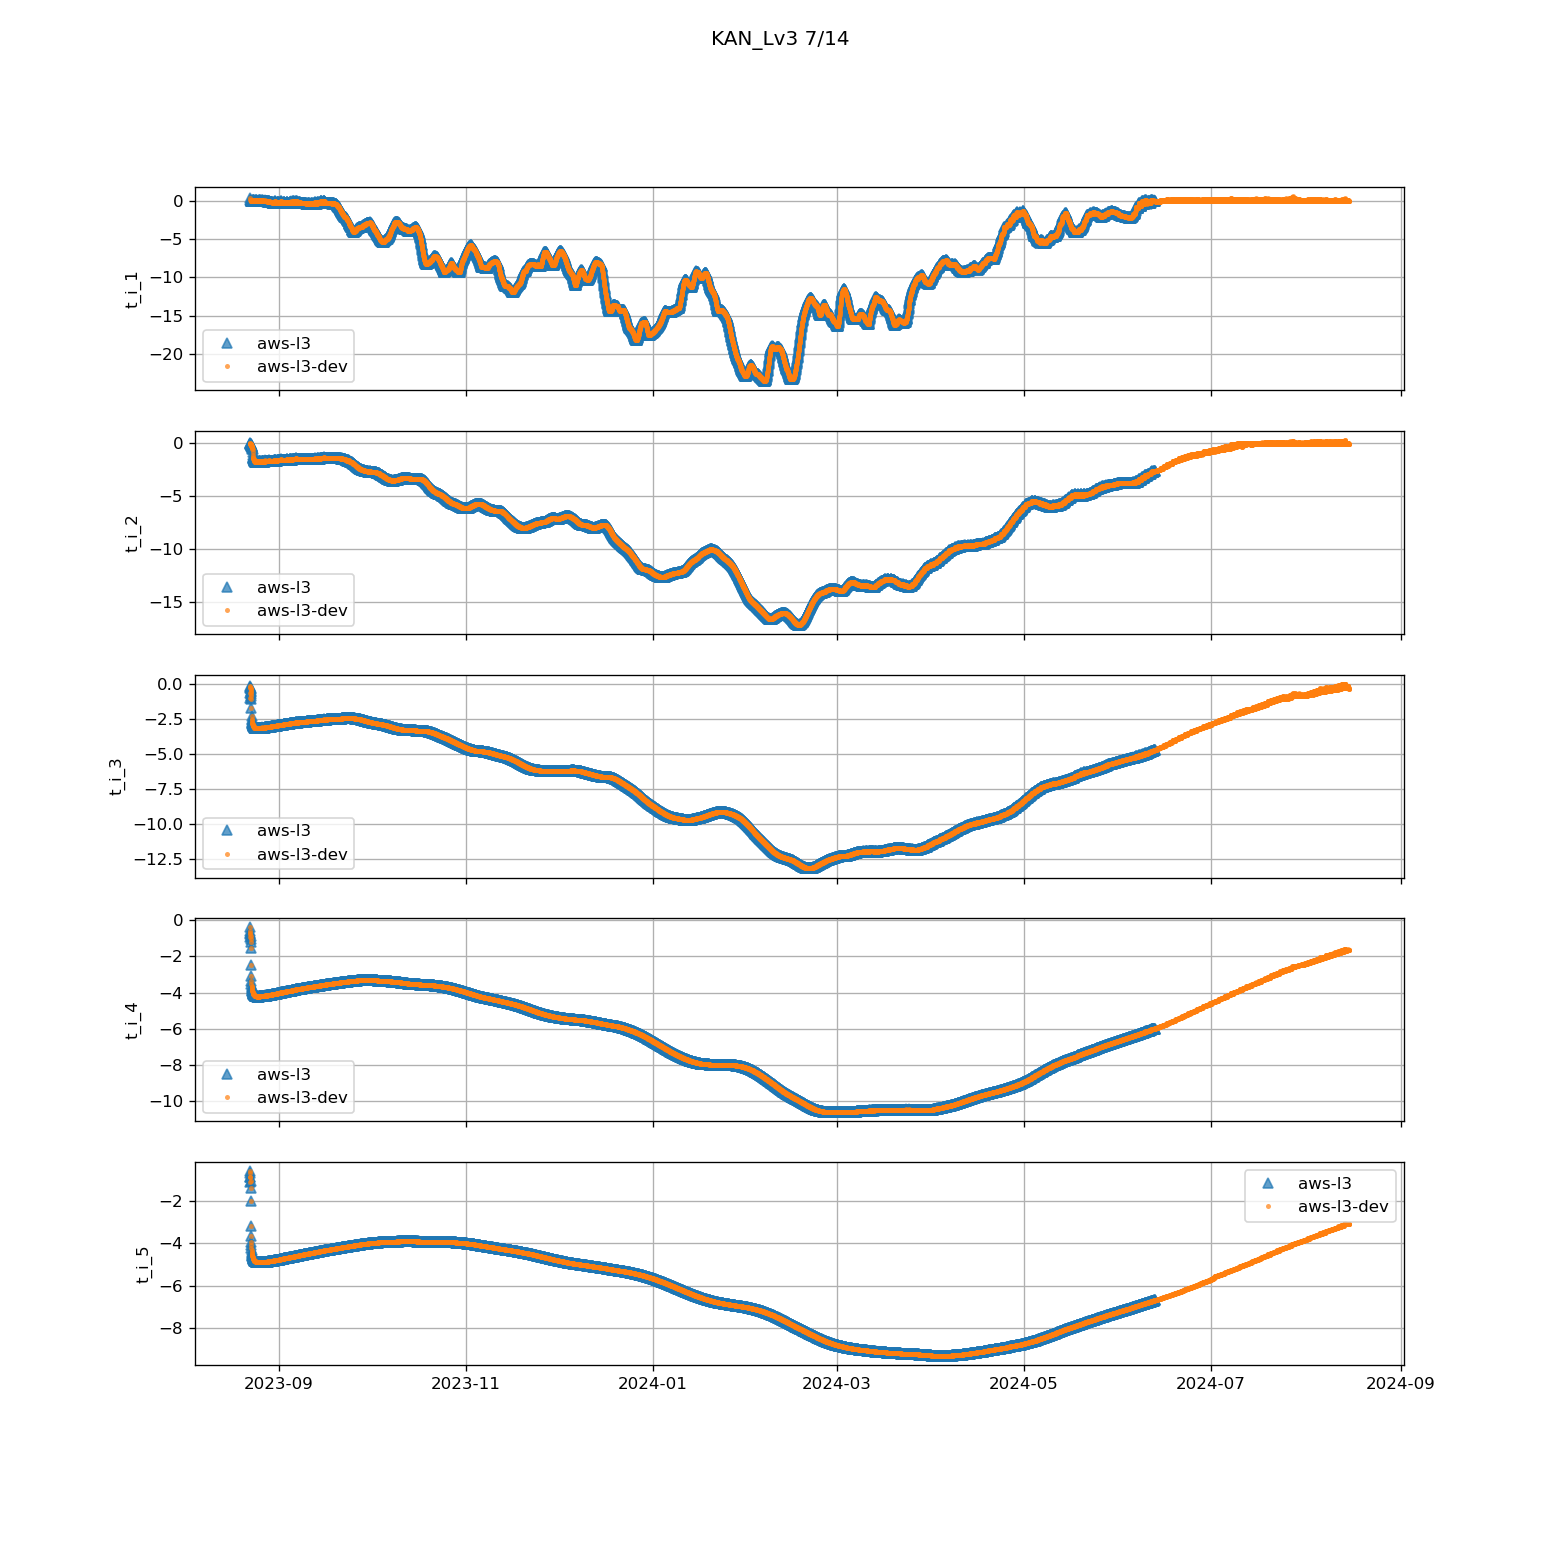 KAN_Lv3 7/14
0
−5
−10
−15
−20
t_i_1
aws-l3
aws-l3-dev
0
−5
−10
−15
t_i_2
aws-l3
aws-l3-dev
0.0
−2.5
−5.0
−7.5
−10.0
−12.5
t_i_3
aws-l3
aws-l3-dev
0
−2
−4
−6
−8
−10
t_i_4
aws-l3
aws-l3-dev
−2
−4
−6
−8
t_i_5
aws-l3
aws-l3-dev
2023-09 2023-11 2024-01 2024-03 2024-05 2024-07 2024-09